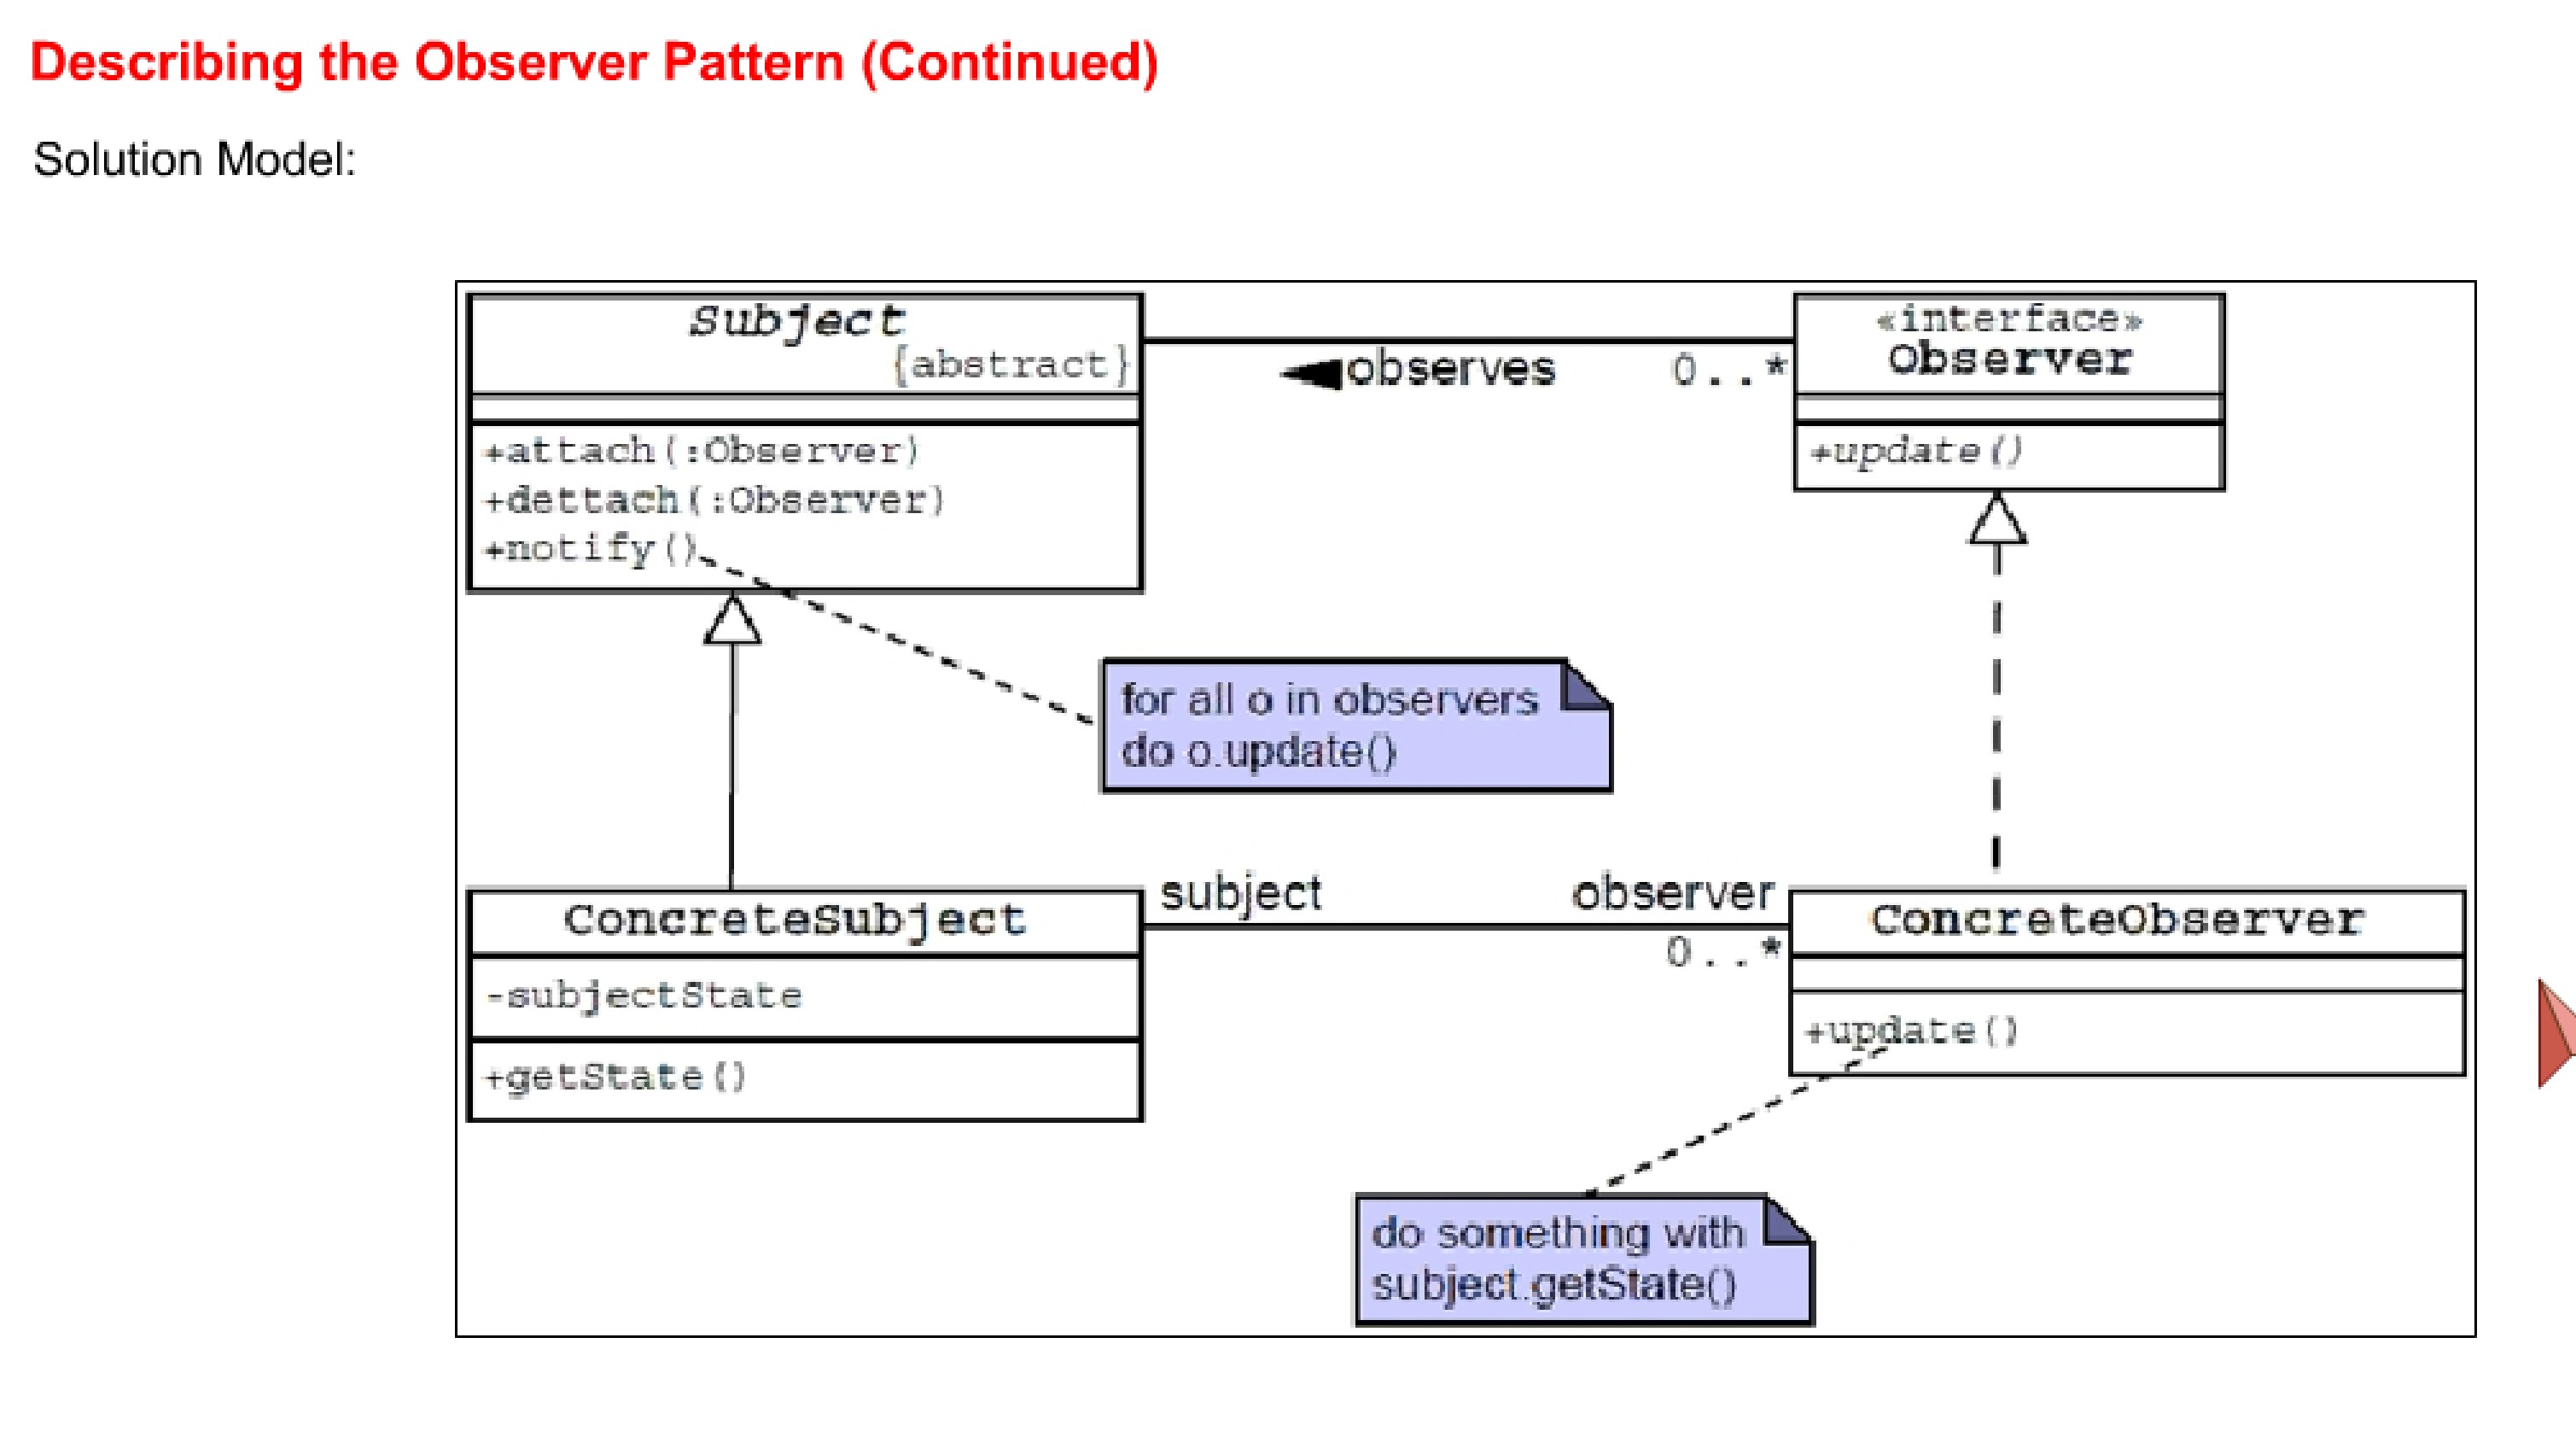 Describing the Observer Pattern (Continued)
Solution Model:
Subject
{abstract}
+attach(:Observer)
+dettach(:Observer)
+notify()
observes
0..*
«interface»
Observer
+update()
for all o in observers
do o.update()
ConcreteSubject
-subjectState
+getState()
subject
observer
0..*
ConcreteObserver
+update()
do something with
subject.getState()